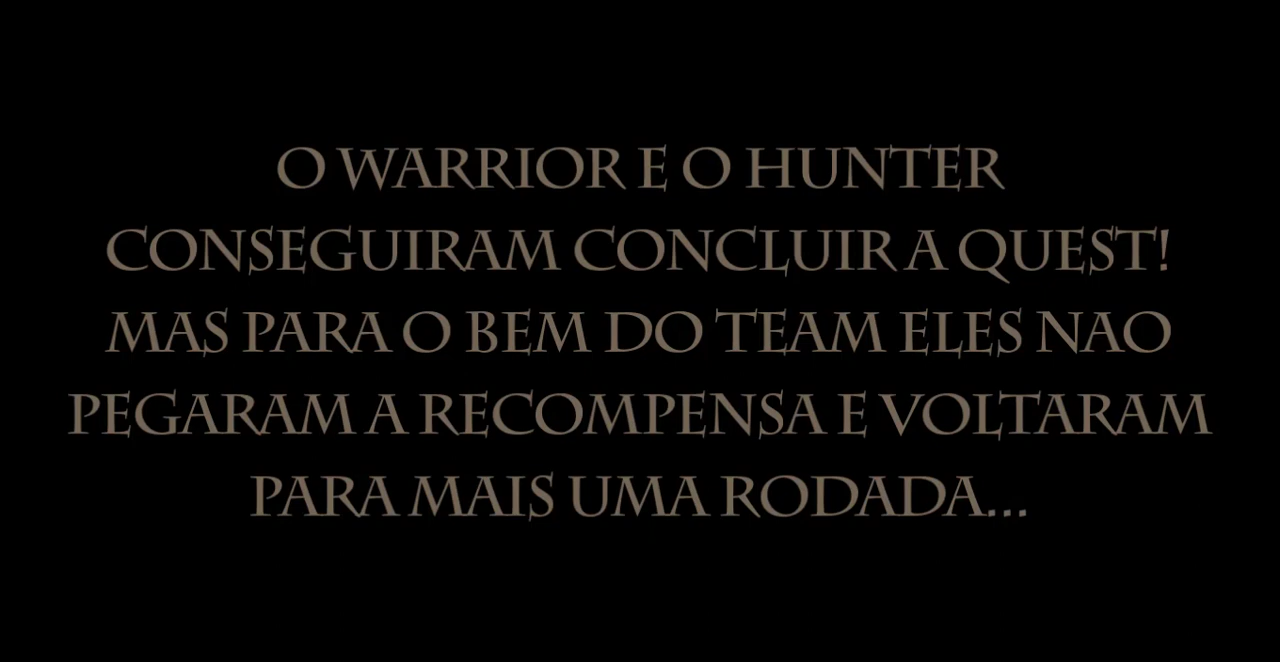 O WARRIOR E O HUNTER
CONSEGUIRAM CONCLUIR A QUEST!
MAS PARA O BEM DO TEAM ELES NAO
PEGARAM A RECOMPENSA E VOLTARAM
PARA MAIS UMA RODADA...